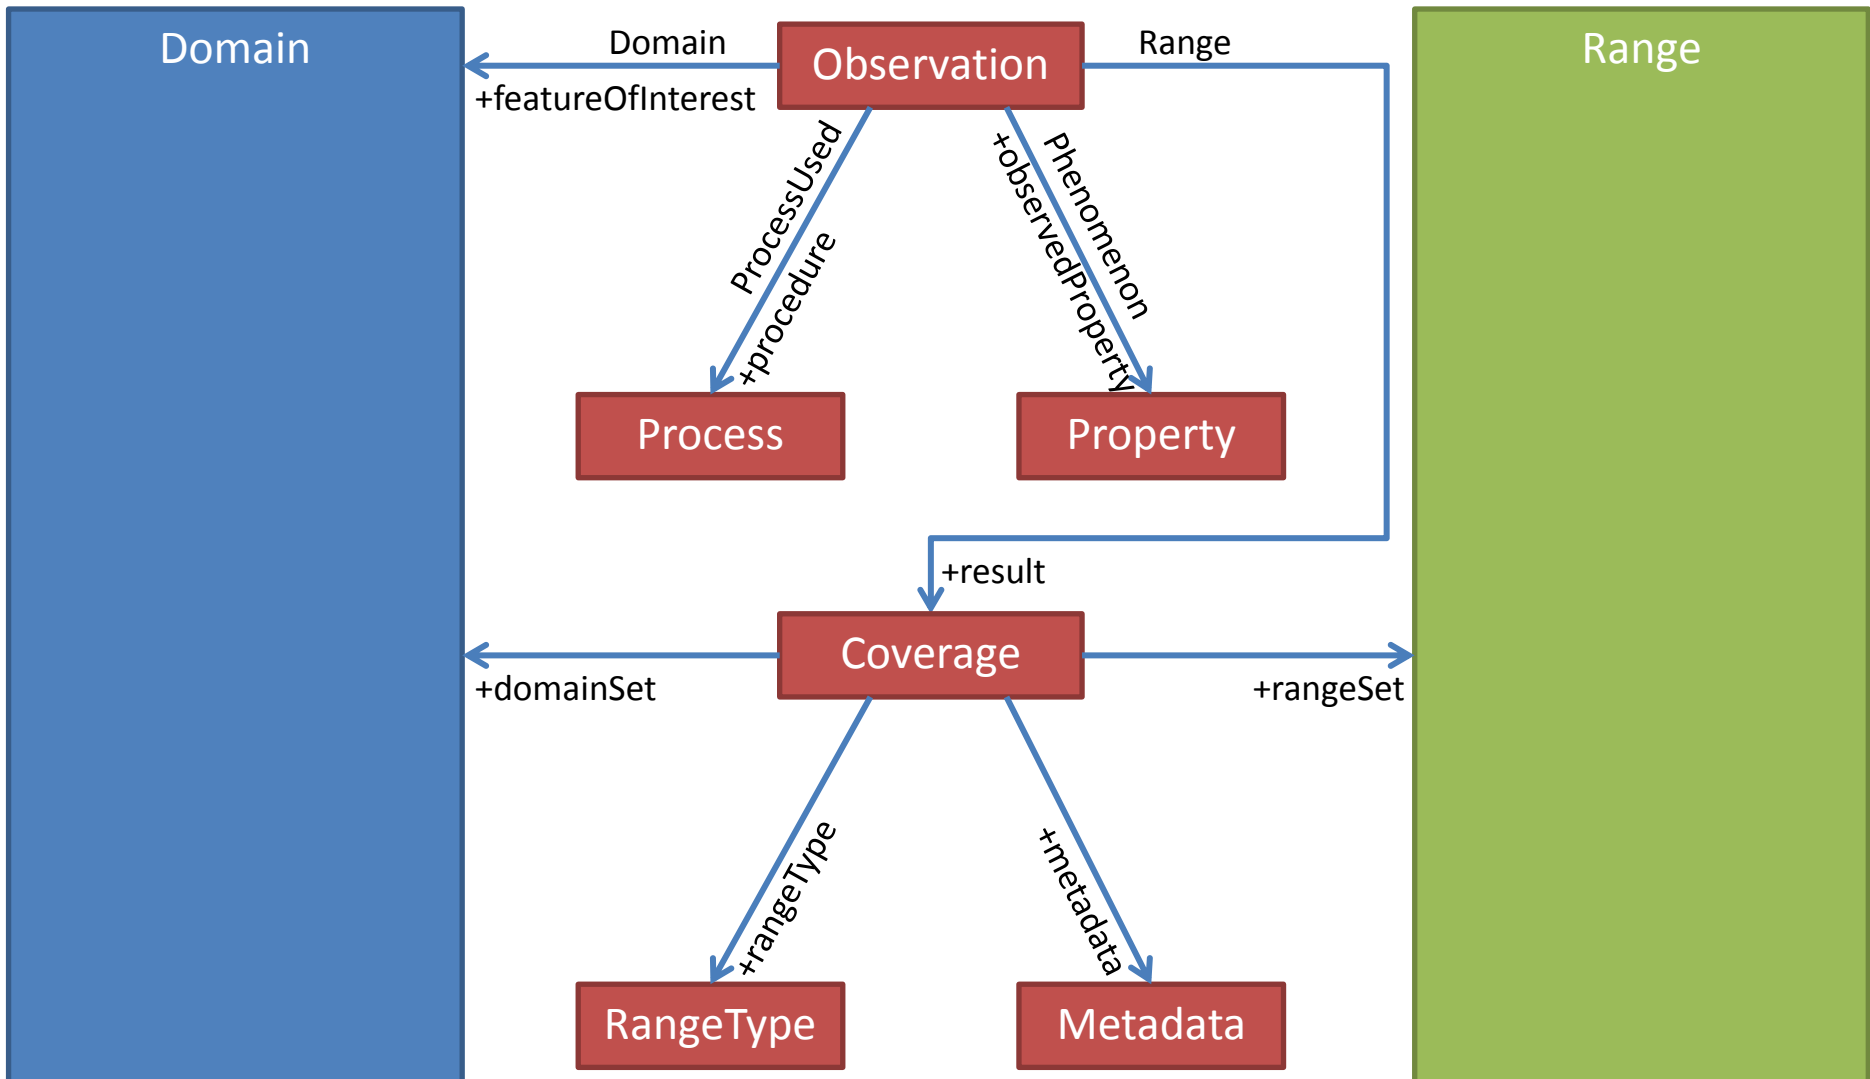 Domain
Domain
Observation
Range
Range
+featureOfInterest
ProcessUsed
+procedure
Phenomenon
+observedProperty
Process
Property
+result
Coverage
+domainSet
+rangeSet
+rangeType
+metadata
RangeType
Metadata